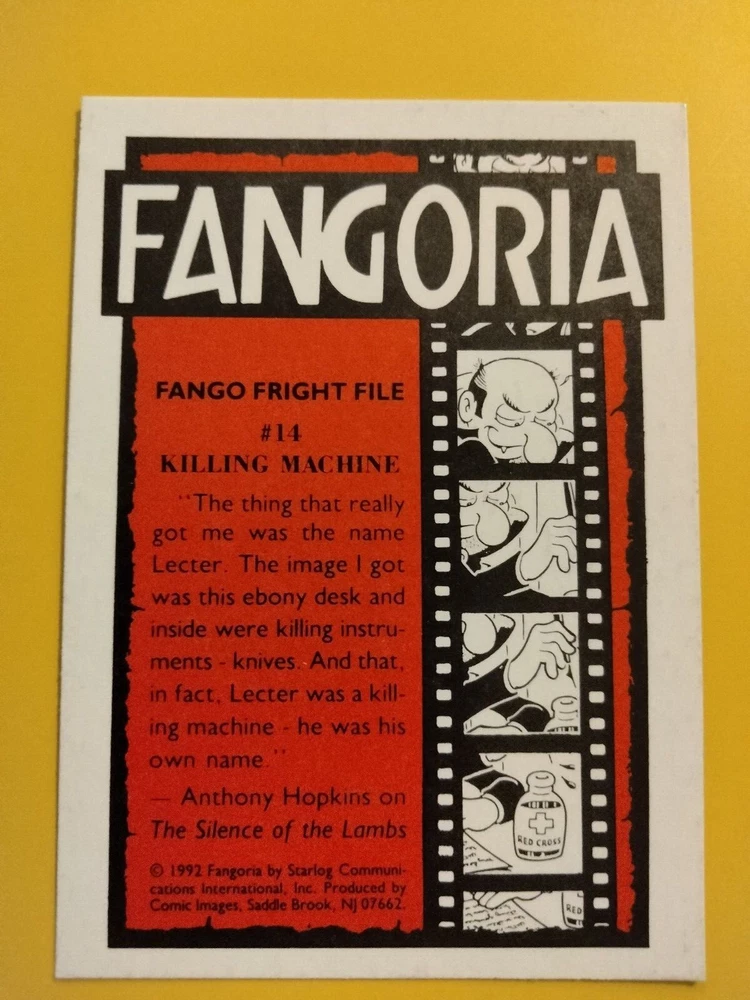 FANGORIA
FANGO FRIGHT FILE
#14
KILLING MACHINE
"The thing that really
got me was the name
Lecter. The image I got
was this ebony desk and
inside were killing instru-
ments - knives. And that,
in fact, Lecter was a kill-
ing machine - he was his
own name."
— Anthony Hopkins on
The Silence of the Lambs
© 1992 Fangoria by Starlog Communi-
cations International, Inc. Produced by
Comic Images, Saddle Brook, NJ 07662.
RED CROSS
RED